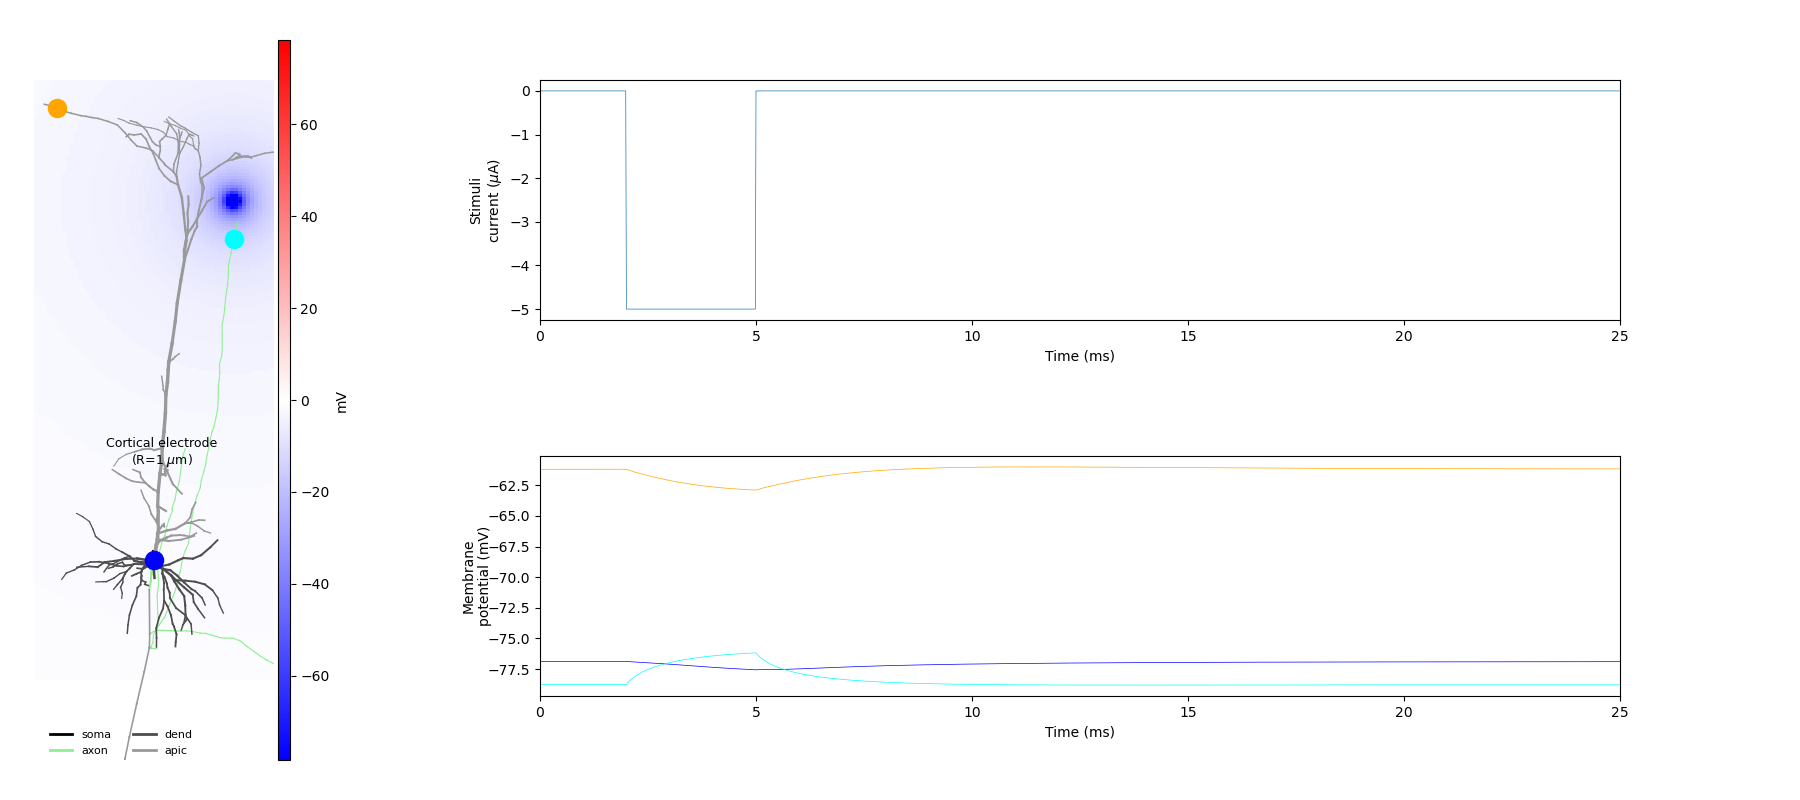 60
40
20
0
−20
−40
−60
mV
Cortical electrode
(R=1 μm)
soma
dend
axon
apic
0
−1
−2
−3
−4
−5
Stimuli
current (μA)
0
5
10
15
20
25
Time (ms)
−62.5
−65.0
−67.5
−70.0
−72.5
−75.0
−77.5
Membrane
potential (mV)
0
5
10
15
20
25
Time (ms)